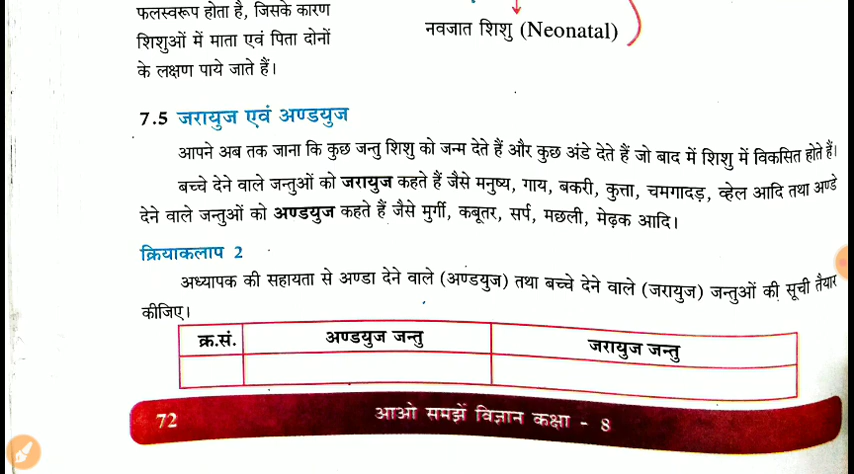 फलस्वरूप होता है, जिसके कारण
शिशुओं में माता एवं पिता दोनों
के लक्षण पाये जाते हैं।
नवजात शिशु (Neonatal)
7.5 जरायुज एवं अण्डयुज
आपने अब तक जाना कि कुछ जन्तु शिशु को जन्म देते हैं और कुछ अंडे देते हैं जो बाद में शिशु में विकसित होते हैं।
बच्चे देने वाले जन्तुओं को जरायुज कहते हैं जैसे मनुष्य, गाय, बकरी, कुत्ता, चमगादड़, व्हेल आदि तथा अण्डे
देने वाले जन्तुओं को अण्डयुज कहते हैं जैसे मुर्गी, कबूतर, सर्प, मछली, मेढ़क आदि।
क्रियाकलाप 2
अध्यापक की सहायता से अण्डा देने वाले (अण्डयुज) तथा बच्चे देने वाले (जरायुज) जन्तुओं की सूची तैयार
कीजिए।
क्र.सं. अण्डयुज जन्तु जरायुज जन्तु
72 आओ समझें विज्ञान कक्षा - 8